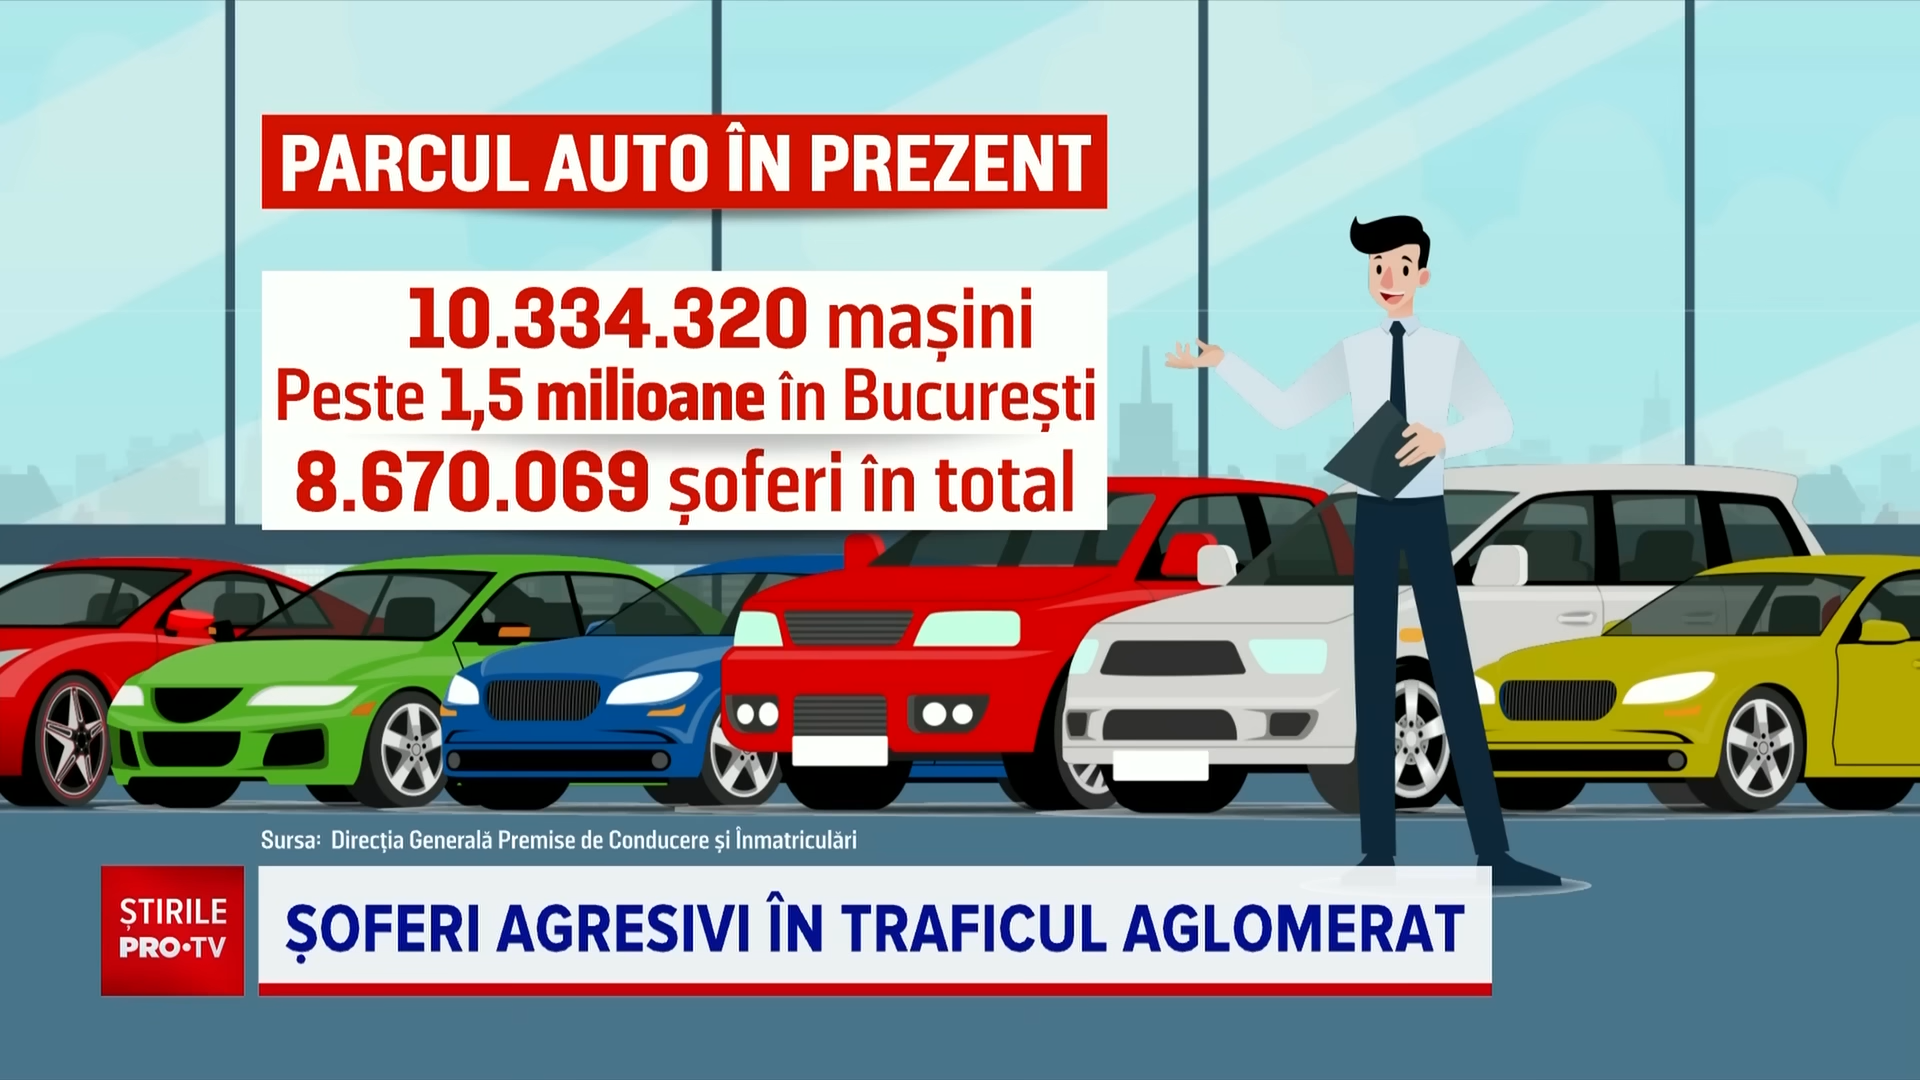 PARCUL AUTO ÎN PREZENT
10.334.320 mașini
Peste 1,5 milioane în București
8.670.069 șoferi în total
Sursa: Direcția Generală Premise de Conducere și Înmatriculări
ȘTIRILE
PRO•TV
ȘOFERI AGRESIVI ÎN TRAFICUL AGLOMERAT